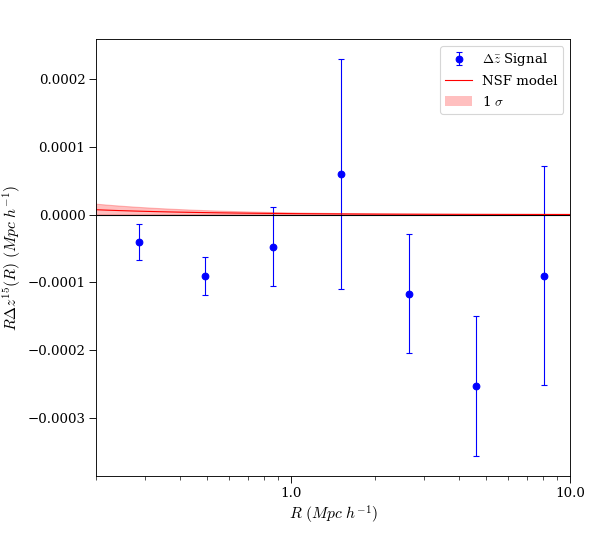 Δz̄ Signal
NSF model
1 σ
0.0002
0.0001
0.0000
−0.0001
−0.0002
−0.0003
RΔz¹⁵(R) (Mpc h⁻¹)
1.0
10.0
R (Mpc h⁻¹)